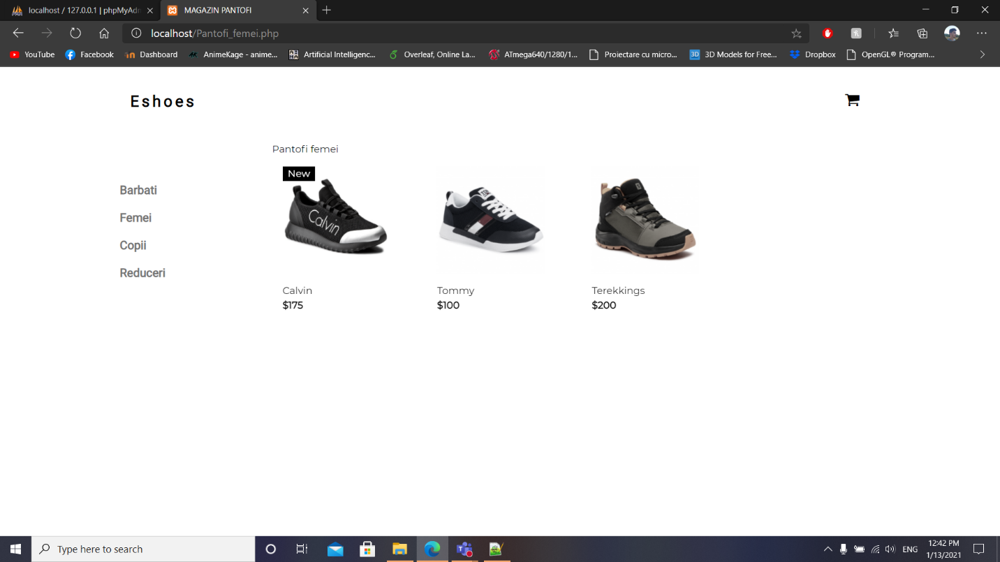 localhost / 127.0.0.1 | phpMyAdm
MAGAZIN PANTOFI
localhost/Pantofi_femei.php
YouTube
Facebook
Dashboard
AnimeKage - anime...
Artificial Intelligenc...
Overleaf, Online La...
ATmega640/1280/1...
Proiectare cu micro...
3D
3D Models for Free...
Dropbox
OpenGL® Program...
Eshoes
Pantofi femei
Barbati
Femei
Copii
Reduceri
New
Calvin
Calvin
$175
Tommy
$100
Terekkings
$200
Type here to search
ENG
12:42 PM
1/13/2021